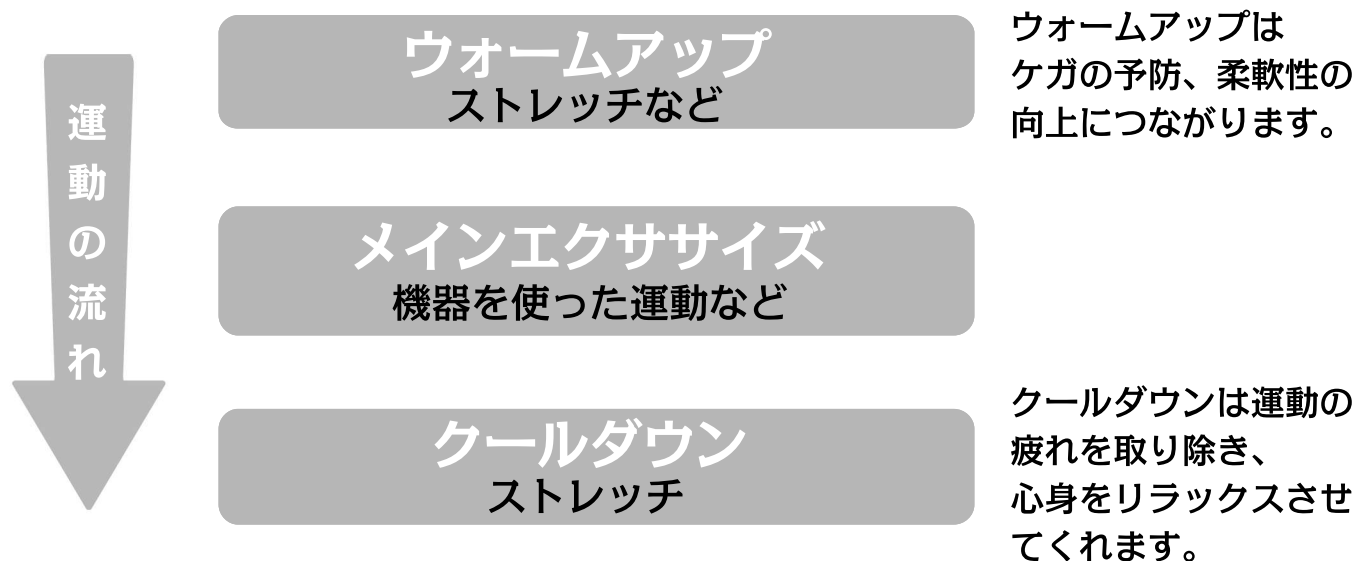 運動の流れ
ウォームアップ
ストレッチなど
ウォームアップは
ケガの予防、柔軟性の
向上につながります。
メインエクササイズ
機器を使った運動など
クールダウン
ストレッチ
クールダウンは運動の
疲れを取り除き、
心身をリラックスさせ
てくれます。